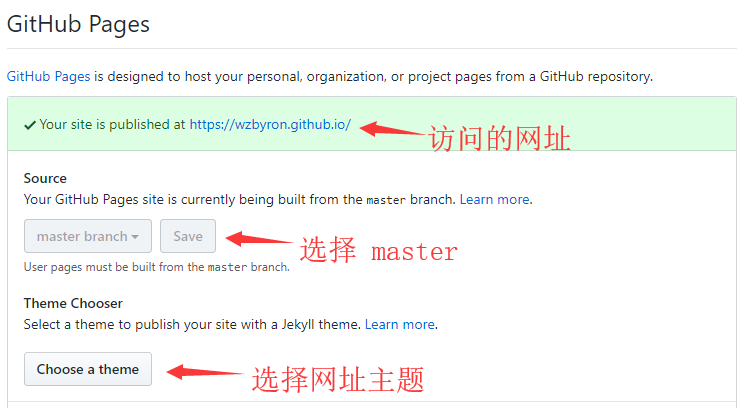 GitHub Pages
GitHub Pages is designed to host your personal, organization, or project pages from a GitHub repository.
Your site is published at https://wzbyron.github.io/
访问的网址
Source
Your GitHub Pages site is currently being built from the master branch. Learn more.
master branch
Save
选择 master
User pages must be built from the master branch.
Theme Chooser
Select a theme to publish your site with a Jekyll theme. Learn more.
Choose a theme
选择网址主题